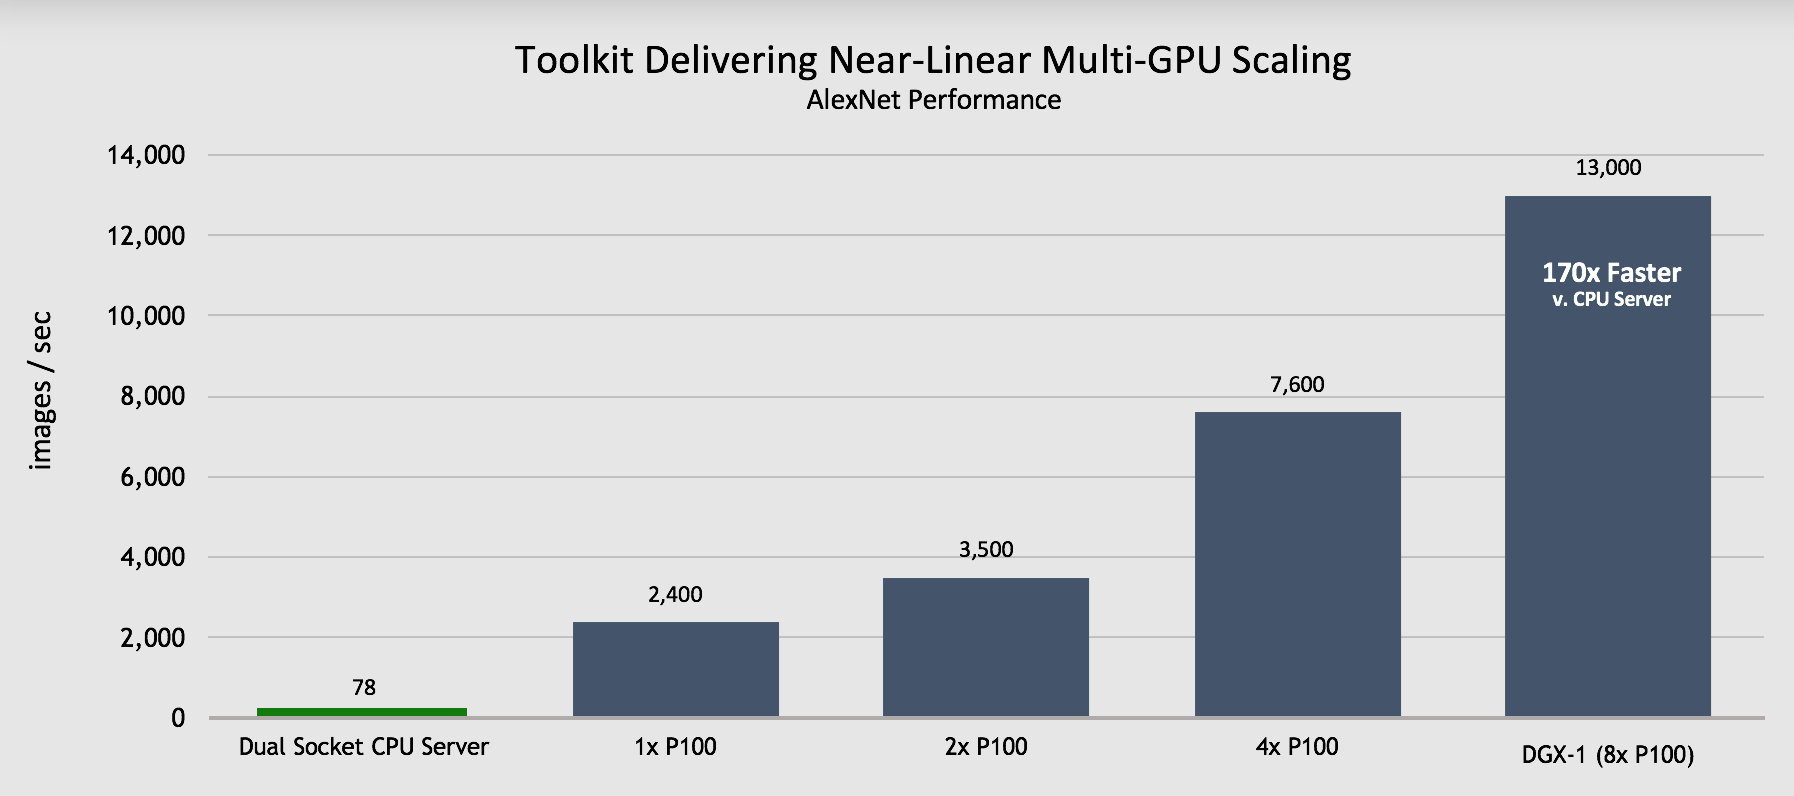 Toolkit Delivering Near-Linear Multi-GPU Scaling
AlexNet Performance
images / sec
14,000
12,000
10,000
8,000
6,000
4,000
2,000
0
78
2,400
3,500
7,600
13,000
170x Faster
v. CPU Server
Dual Socket CPU Server
1x P100
2x P100
4x P100
DGX-1 (8x P100)